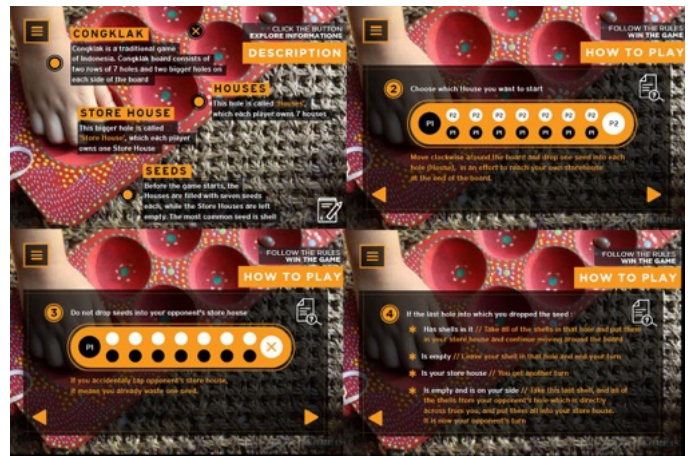 CONGKLAK
Congklak is a traditional game
of Indonesia. Congklak board consists of
two rows of 7 holes and two bigger holes on
each side of the board
CLICK THE BUTTON
EXPLORE INFORMATIONS
DESCRIPTION
HOUSES
This hole is called 'Houses',
which each player owns 7 houses
STORE HOUSE
This bigger hole is called
'Store House', which each player
owns one Store House
SEEDS
Before the game starts, the
Houses are filled with seven seeds
each, while the Store Houses are left
empty. The most common seed is shell
FOLLOW THE RULES
WIN THE GAME
HOW TO PLAY
2 Choose which House you want to start
P2 P2 P2 P2 P2 P2 P2
P1 P2
P1 P1 P1 P1 P1 P1 P1
Move clockwise around the board and drop one seed into each
hole (House), in an effort to reach your own storehouse
at the end of the board.
FOLLOW THE RULES
WIN THE GAME
HOW TO PLAY
3 Do not drop seeds into your opponent's store house
P1
If you accidentally tap opponent's store house,
it means you already waste one seed.
FOLLOW THE RULES
WIN THE GAME
HOW TO PLAY
4 If the last hole into which you dropped the seed :
Has shells in it // Take all of the shells in that hole and put them
in your store house and continue moving around the board
Is empty // Leave your shell in that hole and end your turn
Is your store house // You get another turn
Is empty and is on your side // Take this last shell, and all of
the shells from your opponent's hole which is directly
across from you, and put them all into your store house.
It is now your opponent's turn